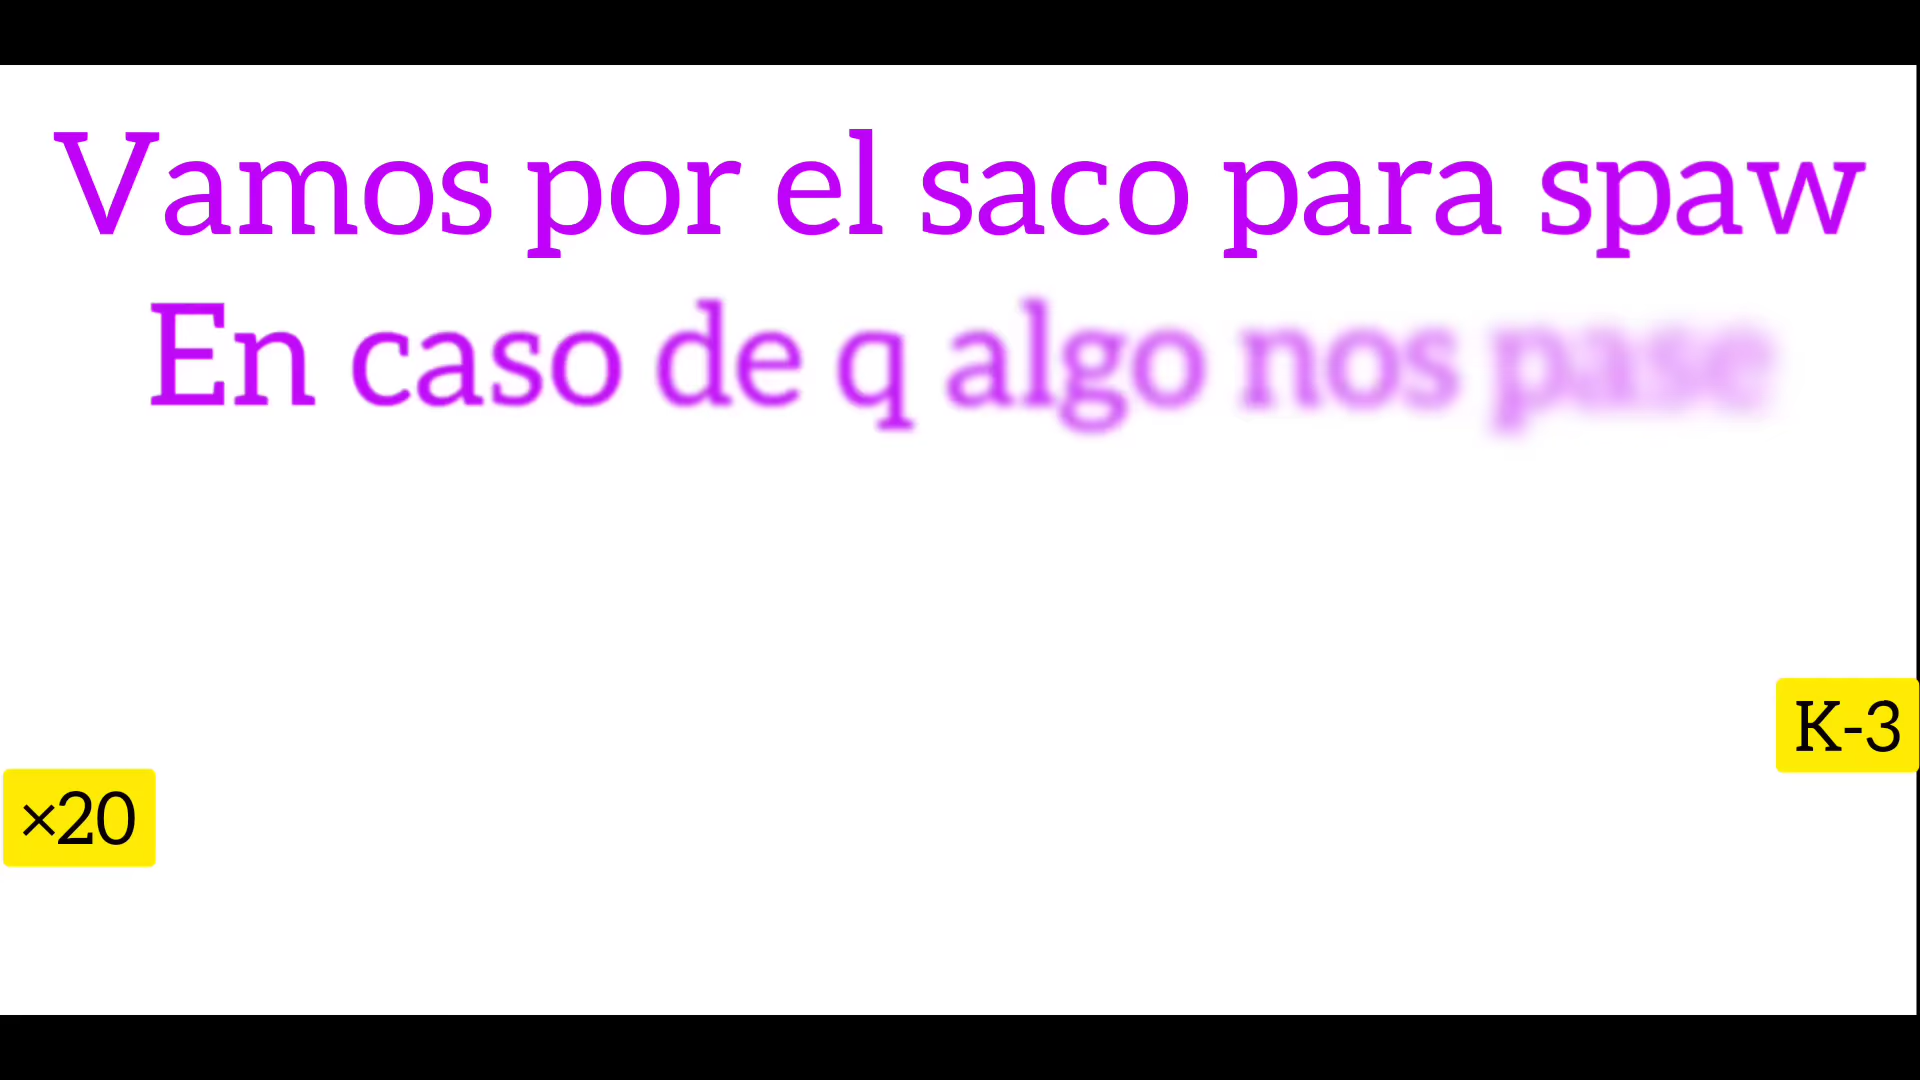 Vamos por el saco para spaw
En caso de q algo nos pase
K-3
×20